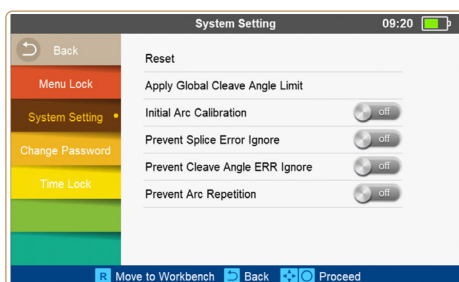 System Setting 09:20
Back
Menu Lock
System Setting
Change Password
Time Lock
Reset
Apply Global Cleave Angle Limit
Initial Arc Calibration off
Prevent Splice Error Ignore off
Prevent Cleave Angle ERR Ignore off
Prevent Arc Repetition off
R Move to Workbench Back Proceed